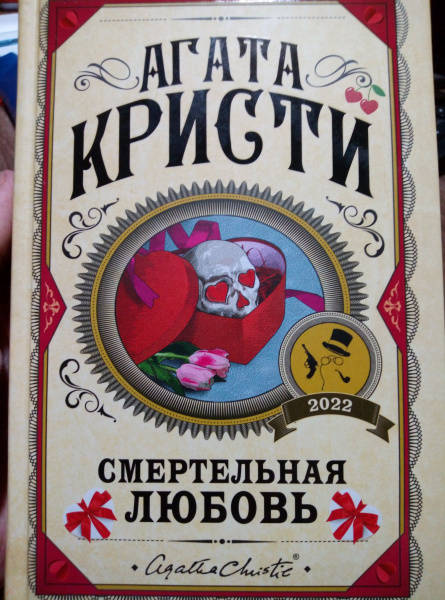 АГАТА
КРИСТИ
2022
СМЕРТЕЛЬНАЯ
ЛЮБОВЬ
Agatha Christie®